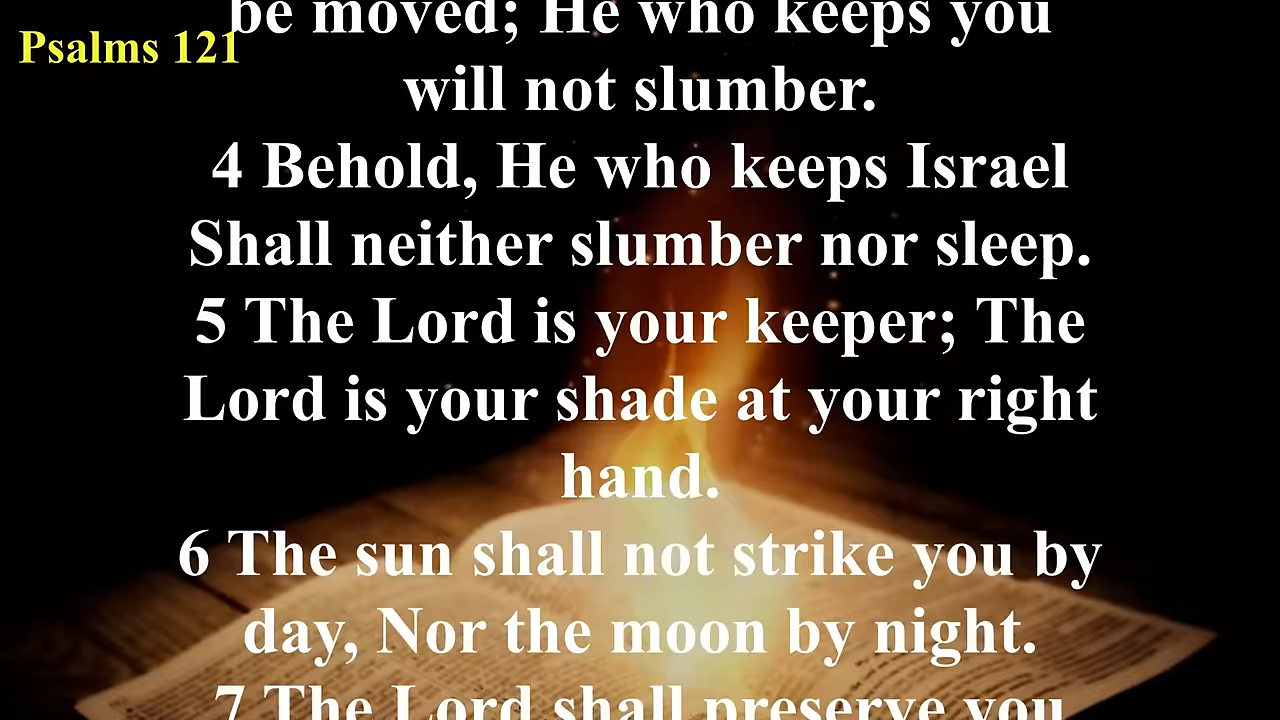 Psalms 121
be moved; He who keeps you
will not slumber.
4 Behold, He who keeps Israel
Shall neither slumber nor sleep.
5 The Lord is your keeper; The
Lord is your shade at your right
hand.
6 The sun shall not strike you by
day, Nor the moon by night.
7 The Lord shall preserve you